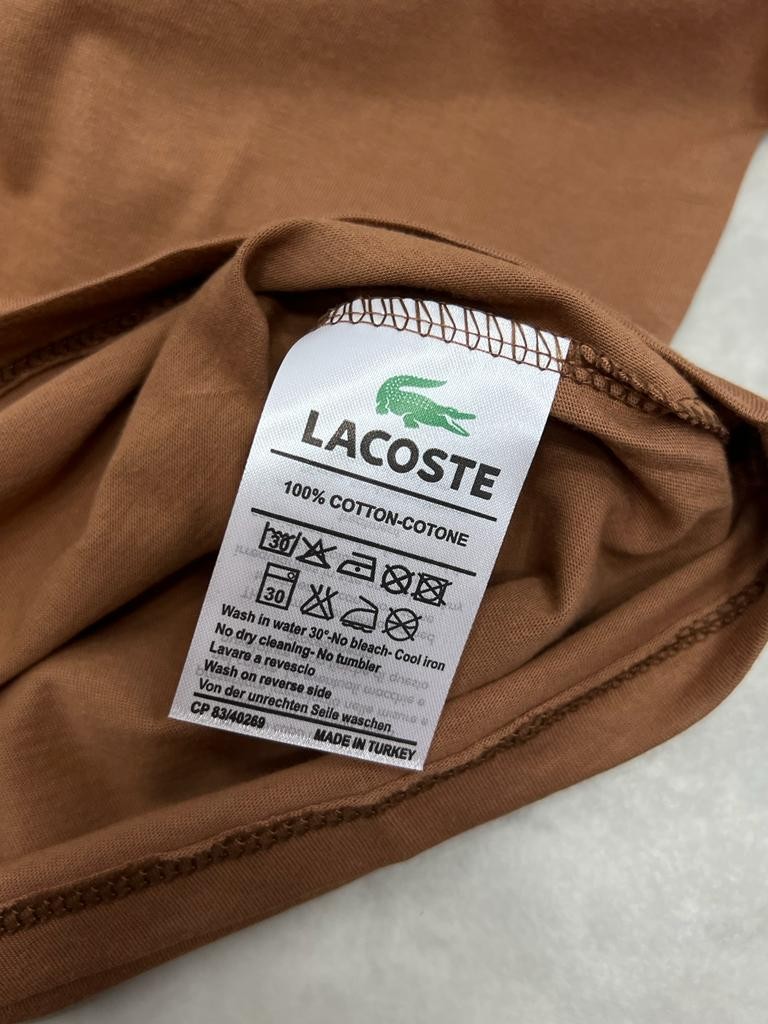 LACOSTE
100% COTTON-COTONE
30
30
Wash in water 30°-No bleach- Cool iron
No dry cleaning- No tumbler
Lavare a revescio
Wash on reverse side
Von der unrechten Seile waschen
CP 83/40269
MADE IN TURKEY